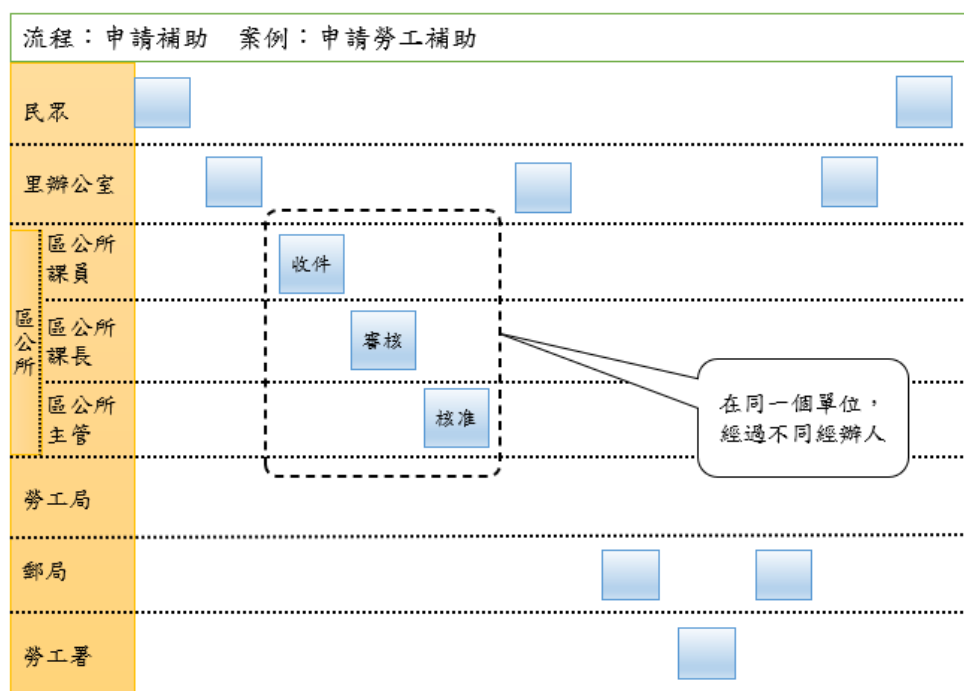 流程：申請補助　案例：申請勞工補助
民眾
里辦公室
區公所
區公所
課員
收件
區公所
課長
審核
區公所
主管
核准
在同一個單位，
經過不同經辦人
勞工局
郵局
勞工署